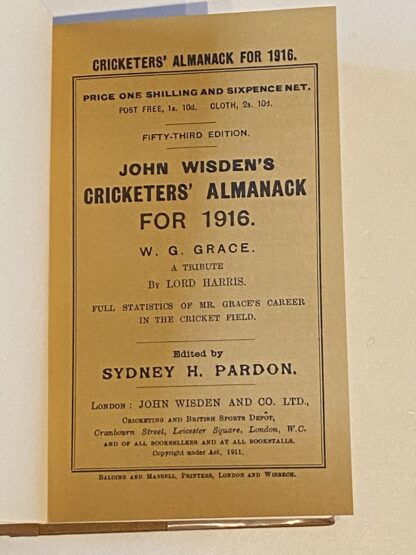 CRICKETERS' ALMANACK FOR 1916.
PRICE ONE SHILLING AND SIXPENCE NET.
POST FREE, 1s. 10d. CLOTH, 2s. 10d.
FIFTY-THIRD EDITION.
JOHN WISDEN'S
CRICKETERS' ALMANACK
FOR 1916.
W. G. GRACE.
A TRIBUTE
BY LORD HARRIS.
FULL STATISTICS OF MR. GRACE'S CAREER
IN THE CRICKET FIELD.
Edited by
SYDNEY H. PARDON.
LONDON: JOHN WISDEN AND CO. LTD.,
CRICKETING AND BRITISH SPORTS DEPÔT,
Cranbourn Street, Leicester Square, London, W.C.
AND OF ALL BOOKSELLERS AND AT ALL BOOKSTALLS.
Copyright under Act, 1911.
BALDING AND MANSELL, PRINTERS, LONDON AND WISBECH.